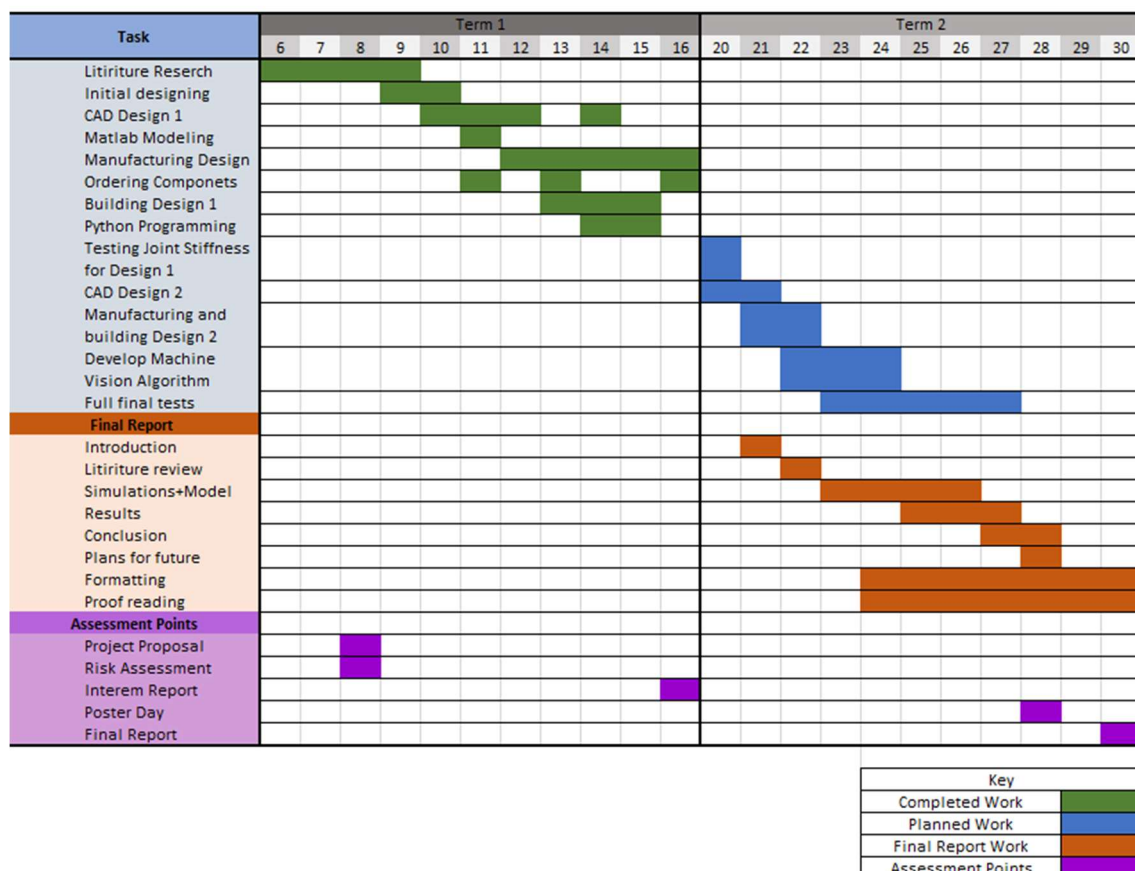 Task
Term 1
Term 2
6 7 8 9 10 11 12 13 14 15 16 20 21 22 23 24 25 26 27 28 29 30
Litiriture Reserch
Initial designing
CAD Design 1
Matlab Modeling
Manufacturing Design
Ordering Componets
Building Design 1
Python Programming
Testing Joint Stiffness
for Design 1
CAD Design 2
Manufacturing and
building Design 2
Develop Machine
Vision Algorithm
Full final tests
Final Report
Introduction
Litiriture review
Simulations+Model
Results
Conclusion
Plans for future
Formatting
Proof reading
Assessment Points
Project Proposal
Risk Assessment
Interem Report
Poster Day
Final Report
Key
Completed Work
Planned Work
Final Report Work
Assessment Points